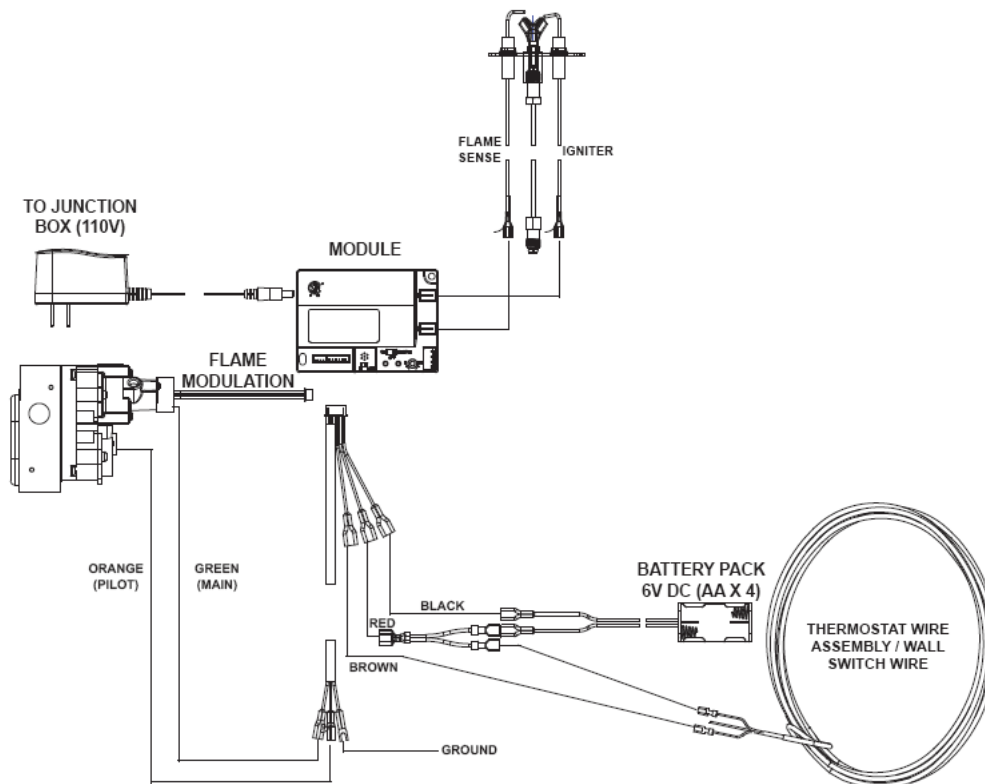 FLAME
SENSE
IGNITER
TO JUNCTION
BOX (110V)
MODULE
FLAME
MODULATION
ORANGE
(PILOT)
GREEN
(MAIN)
BLACK
RED
BROWN
BATTERY PACK
6V DC (AA X 4)
THERMOSTAT WIRE
ASSEMBLY / WALL
SWITCH WIRE
GROUND